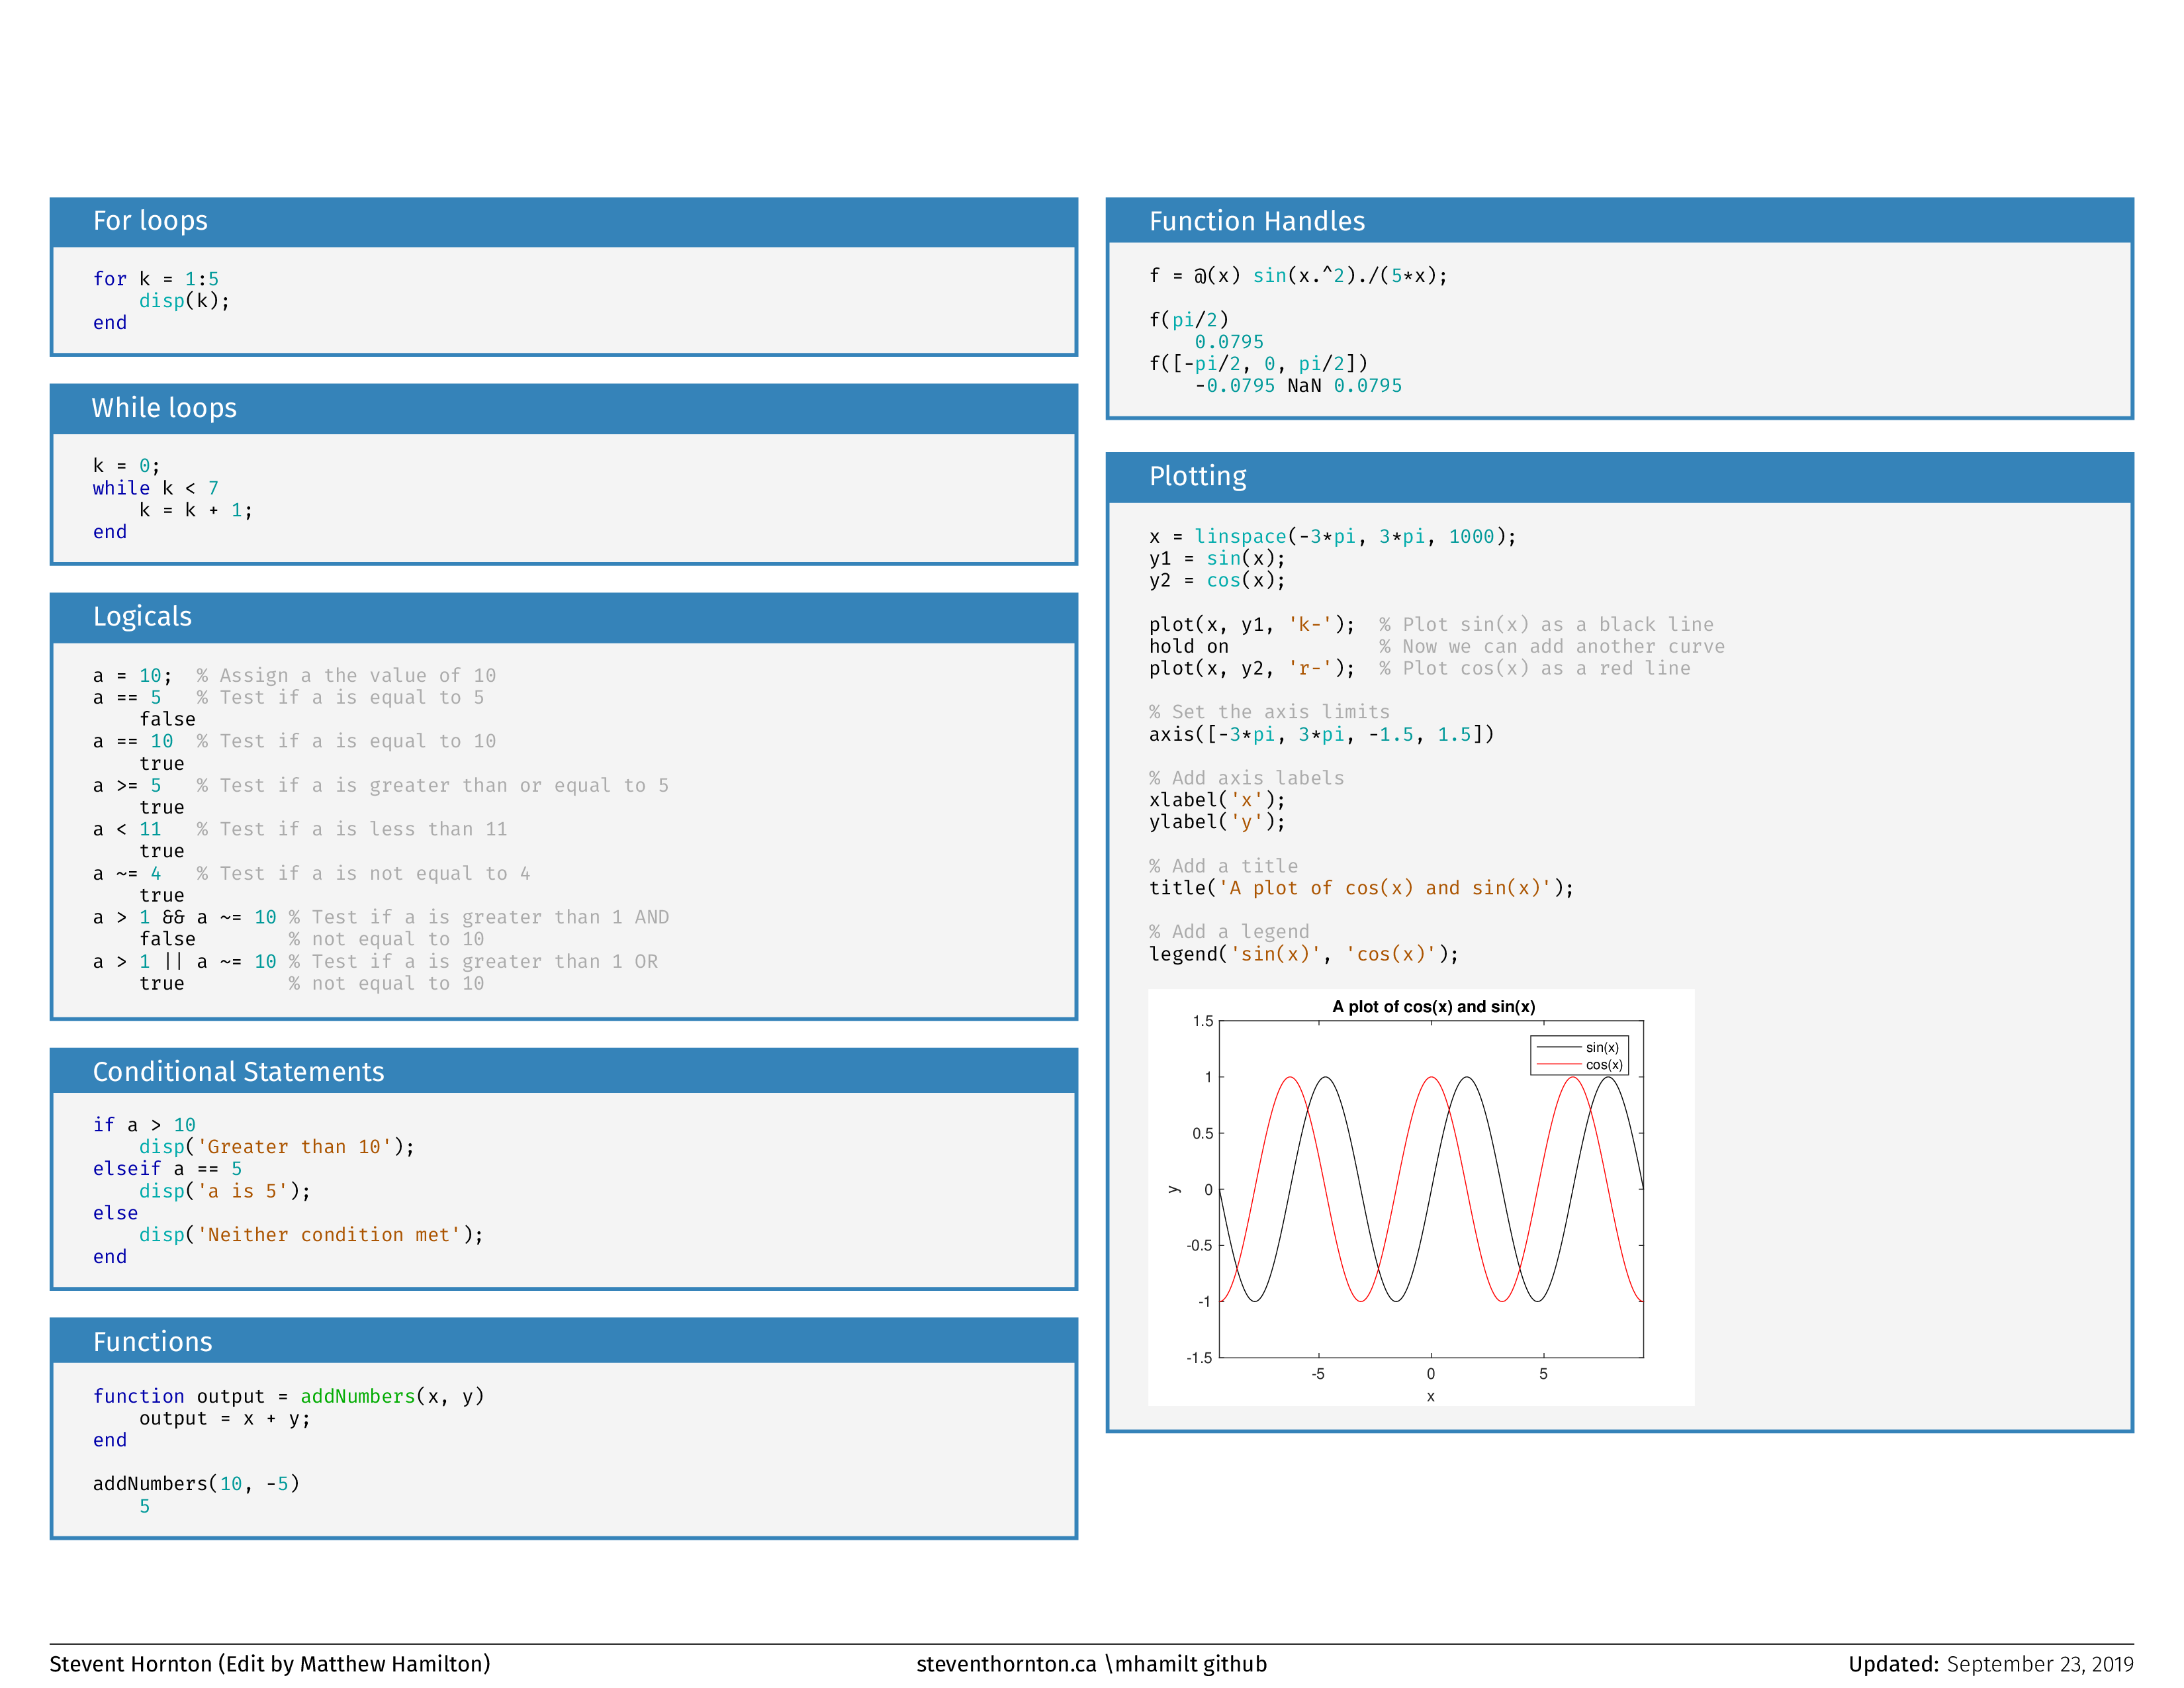 For loops
for k = 1:5
    disp(k);
end
While loops
k = 0;
while k < 7
    k = k + 1;
end
Logicals
a = 10;  % Assign a the value of 10
a == 5   % Test if a is equal to 5
    false
a == 10  % Test if a is equal to 10
    true
a >= 5   % Test if a is greater than or equal to 5
    true
a < 11   % Test if a is less than 11
    true
a ~= 4   % Test if a is not equal to 4
    true
a > 1 && a ~= 10 % Test if a is greater than 1 AND
    false        % not equal to 10
a > 1 || a ~= 10 % Test if a is greater than 1 OR
    true         % not equal to 10
Conditional Statements
if a > 10
    disp('Greater than 10');
elseif a == 5
    disp('a is 5');
else
    disp('Neither condition met');
end
Functions
function output = addNumbers(x, y)
    output = x + y;
end
addNumbers(10, -5)
    5
Function Handles
f = @(x) sin(x.^2)./(5*x);
f(pi/2)
    0.0795
f([-pi/2, 0, pi/2])
    -0.0795 NaN 0.0795
Plotting
x = linspace(-3*pi, 3*pi, 1000);
y1 = sin(x);
y2 = cos(x);
plot(x, y1, 'k-');  % Plot sin(x) as a black line
hold on             % Now we can add another curve
plot(x, y2, 'r-');  % Plot cos(x) as a red line
% Set the axis limits
axis([-3*pi, 3*pi, -1.5, 1.5])
% Add axis labels
xlabel('x');
ylabel('y');
% Add a title
title('A plot of cos(x) and sin(x)');
% Add a legend
legend('sin(x)', 'cos(x)');
A plot of cos(x) and sin(x)
1.5
sin(x)
cos(x)
1
0.5
y
0
-0.5
-1
-1.5
-5 0 5
x
Stevent Hornton (Edit by Matthew Hamilton)
steventhornton.ca \mhamilt github
Updated: September 23, 2019